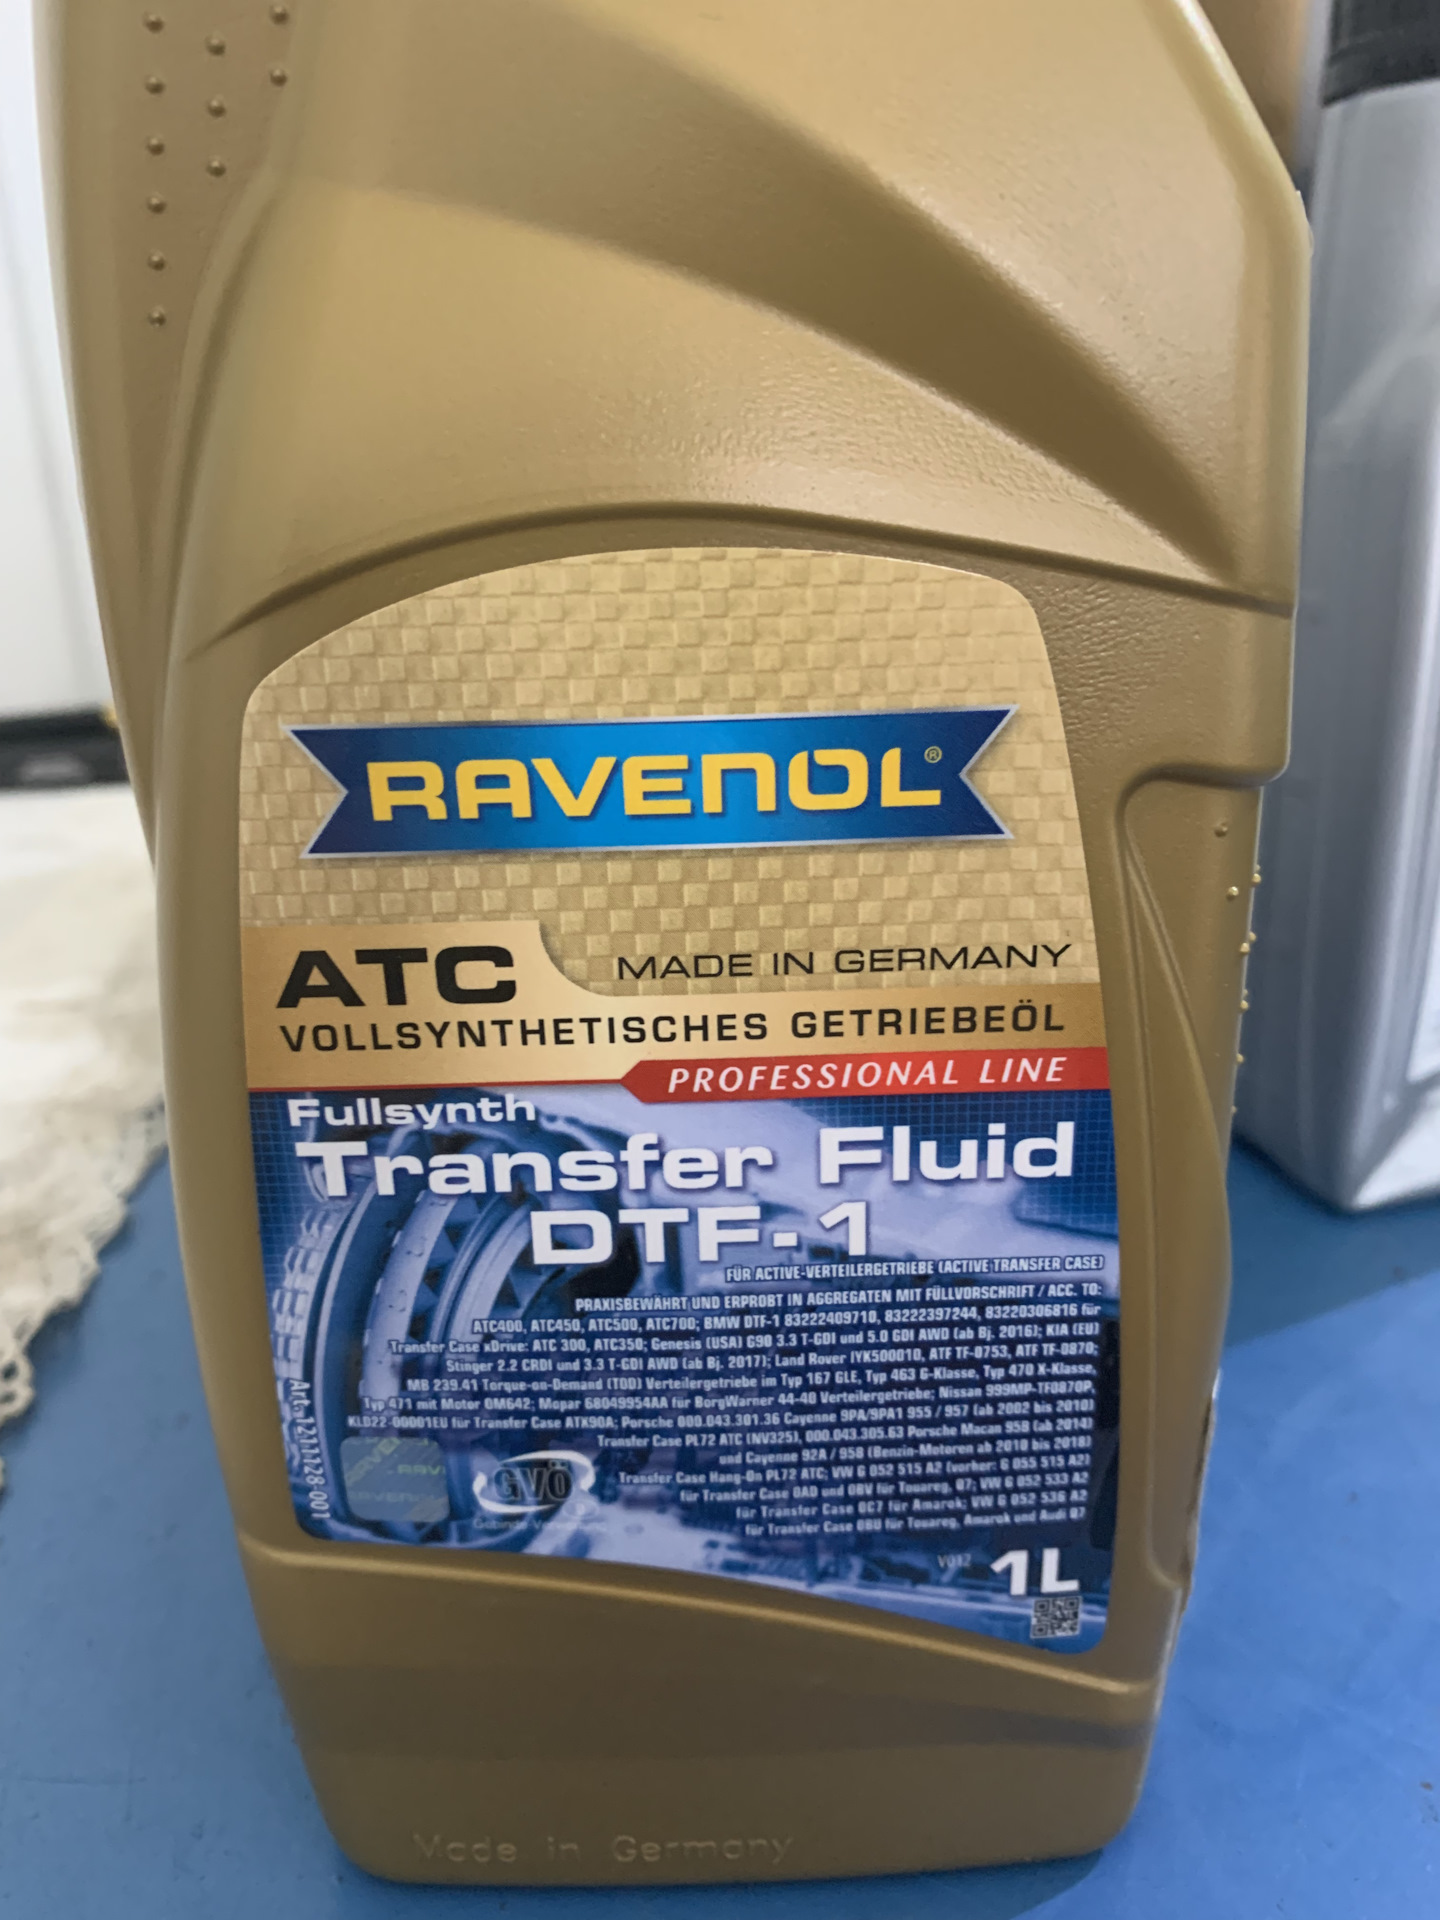 RAVENOL®
ATC
MADE IN GERMANY
VOLLSYNTHETISCHES GETRIEBEÖL
PROFESSIONAL LINE
Fullsynth
Transfer Fluid
DTF-1
FÜR ACTIVE-VERTEILERGETRIEBE (ACTIVE TRANSFER CASE)
PRAXISBEWÄHRT UND ERPROBT IN AGGREGATEN MIT FÜLLVORSCHRIFT / ACC. TO:
ATC400, ATC450, ATC500, ATC700; BMW DTF-1 83222409710, 83222397244, 83220306816 für
Transfer Case xDrive: ATC 300, ATC350; Genesis (USA) G90 3.3 T-GDI und 5.0 GDI AWD (ab Bj. 2016); KIA (EU)
Stinger 2.2 CRDI und 3.3 T-GDI AWD (ab Bj. 2017); Land Rover IYK500010, ATF TF-0753, ATF TF-0870;
MB 239.41 Torque-on-Demand (TOD) Verteilergetriebe im Typ 167 GLE, Typ 463 G-Klasse, Typ 470 X-Klasse,
Typ 471 mit Motor OM642; Mopar 68049954AA für BorgWarner 44-40 Verteilergetriebe; Nissan 999MP-TF0870P,
KLD22-00001EU für Transfer Case ATX90A; Porsche 000.043.301.36 Cayenne 9PA/9PA1 955 / 957 (ab 2002 bis 2010)
Transfer Case PL72 ATC (NV325), 000.043.305.63 Porsche Macan 95B (ab 2014)
und Cayenne 92A / 958 (Benzin-Motoren ab 2010 bis 2018)
Transfer Case Hang-On PL72 ATC; VW G 052 515 A2 (vorher: G 055 515 A2)
für Transfer Case 0AD und 0BV für Touareg, Q7; VW G 052 533 A2
für Transfer Case 0C7 für Amarok; VW G 052 536 A2
für Transfer Case 0BU für Touareg, Amarok und Audi Q7
Art. 1211128-001
GVÖ
V012
1L
Made in Germany